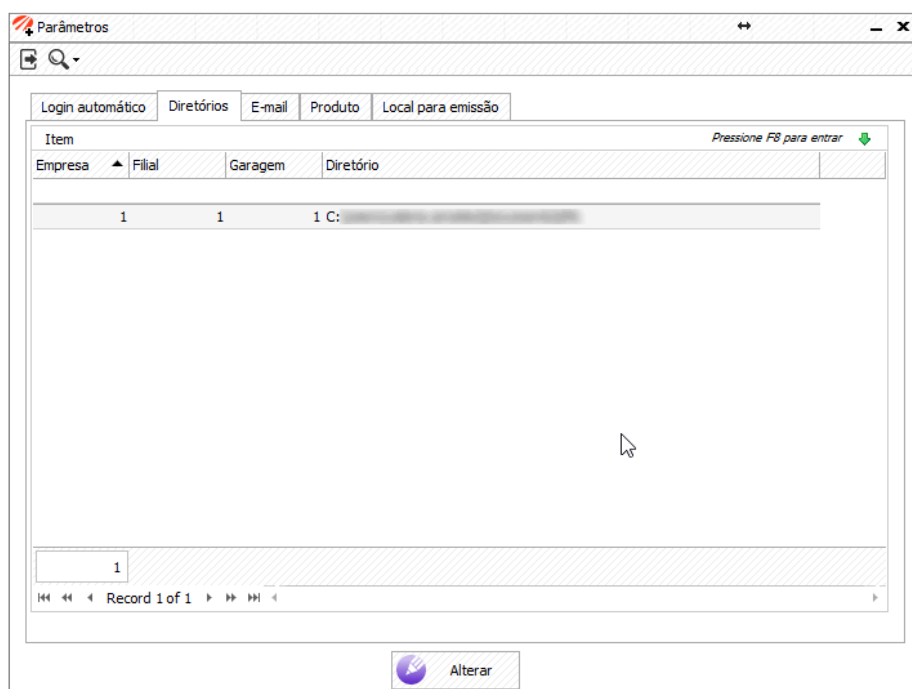 Parâmetros
Login automático Diretórios E-mail Produto Local para emissão
Item Pressione F8 para entrar
Empresa Filial Garagem Diretório
1 1 1 C:
1
Record 1 of 1
Alterar